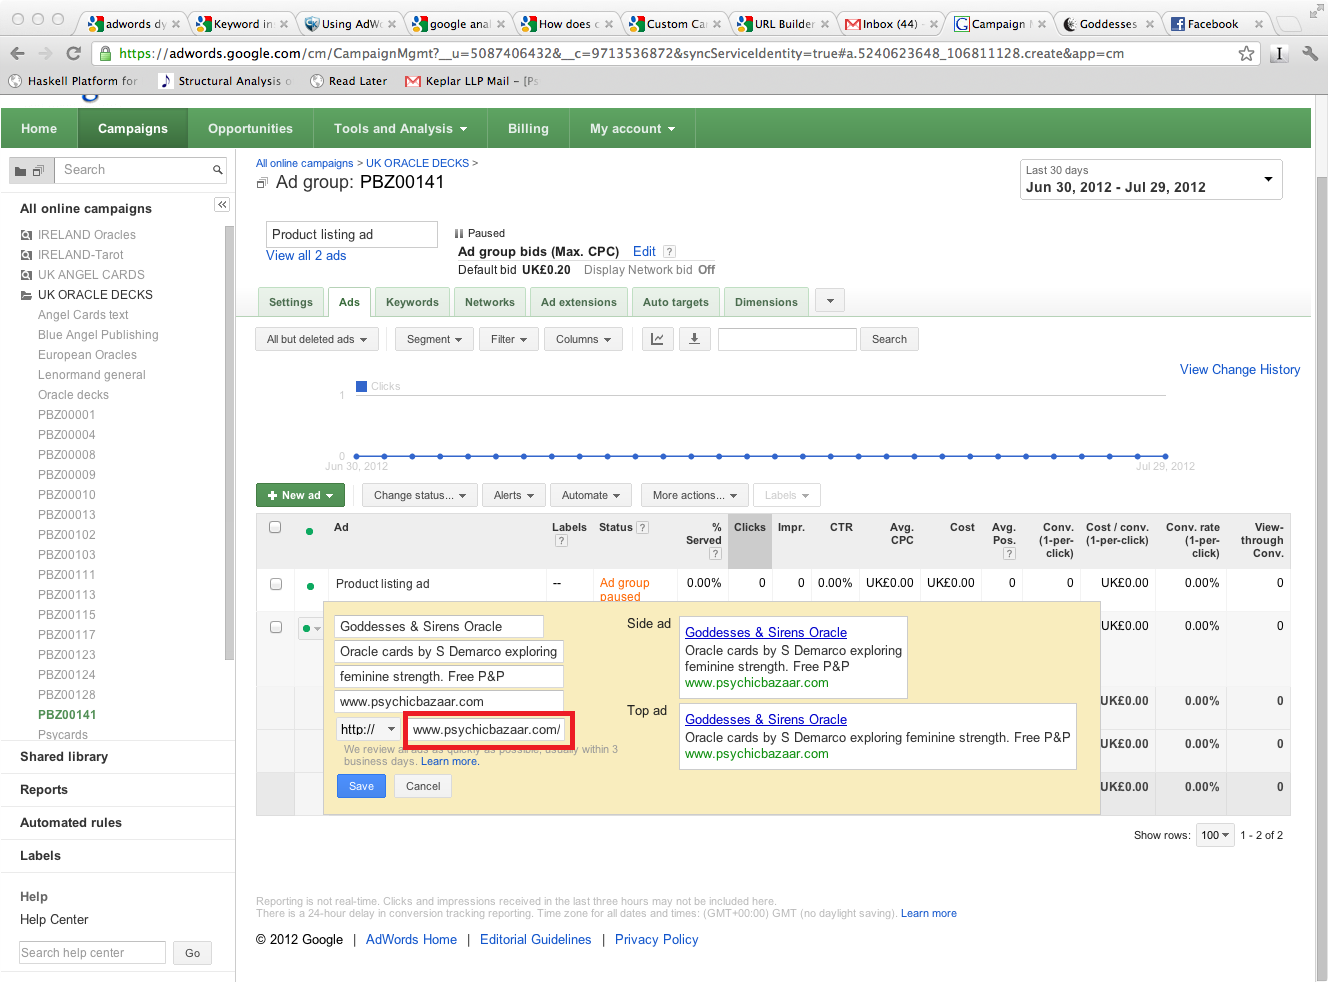 adwords dy
Keyword in
Using AdW
google anal
How does c
Custom Ca
URL Builder
Inbox (44)
Campaign M
Goddesses
Facebook
https://adwords.google.com/cm/CampaignMgmt?__u=5087406432&__c=9713536872&syncServiceIdentity=true#a.5240623648_106811128.create&app=cm
Haskell Platform for
Structural Analysis o
Read Later
Keplar LLP Mail – [Ps
Home
Campaigns
Opportunities
Tools and Analysis
Billing
My account
Search
All online campaigns > UK ORACLE DECKS >
Ad group: PBZ00141
Last 30 days
Jun 30, 2012 - Jul 29, 2012
All online campaigns
IRELAND Oracles
IRELAND-Tarot
UK ANGEL CARDS
UK ORACLE DECKS
Angel Cards text
Blue Angel Publishing
European Oracles
Lenormand general
Oracle decks
PBZ00001
PBZ00004
PBZ00008
PBZ00009
PBZ00010
PBZ00013
PBZ00102
PBZ00103
PBZ00111
PBZ00113
PBZ00115
PBZ00117
PBZ00123
PBZ00124
PBZ00128
PBZ00141
Psycards
Shared library
Reports
Automated rules
Labels
Help
Help Center
Search help center
Go
Product listing ad
View all 2 ads
Paused
Ad group bids (Max. CPC) Edit ?
Default bid UK£0.20 Display Network bid Off
Settings
Ads
Keywords
Networks
Ad extensions
Auto targets
Dimensions
All but deleted ads
Segment
Filter
Columns
Search
View Change History
Clicks
1
0
Jun 30, 2012
Jul 29, 2012
+ New ad
Change status...
Alerts
Automate
More actions...
Labels
Ad
Labels ?
Status ?
% Served ?
Clicks
Impr.
CTR
Avg. CPC
Cost
Avg. Pos. ?
Conv. (1-per-click)
Cost / conv. (1-per-click)
Conv. rate (1-per-click)
View-through Conv.
Product listing ad -- Ad group paused 0.00% 0 0 0.00% UK£0.00 UK£0.00 0 0 UK£0.00 0.00% 0
UK£0.00 0.00% 0
UK£0.00 0.00% 0
UK£0.00 0.00% 0
UK£0.00 0.00% 0
Goddesses & Sirens Oracle
Oracle cards by S Demarco exploring
feminine strength. Free P&P
www.psychicbazaar.com
http://
www.psychicbazaar.com/
We review all ads as quickly as possible, usually within 3
business days. Learn more.
Save
Cancel
Side ad
Goddesses & Sirens Oracle
Oracle cards by S Demarco exploring
feminine strength. Free P&P
www.psychicbazaar.com
Top ad
Goddesses & Sirens Oracle
Oracle cards by S Demarco exploring feminine strength. Free P&P
www.psychicbazaar.com
Show rows: 100 1 - 2 of 2
Reporting is not real-time. Clicks and impressions received in the last three hours may not be included here.
There is a 24-hour delay in conversion tracking reporting. Time zone for all dates and times: (GMT+00:00) GMT (no daylight saving). Learn more
© 2012 Google | AdWords Home | Editorial Guidelines | Privacy Policy